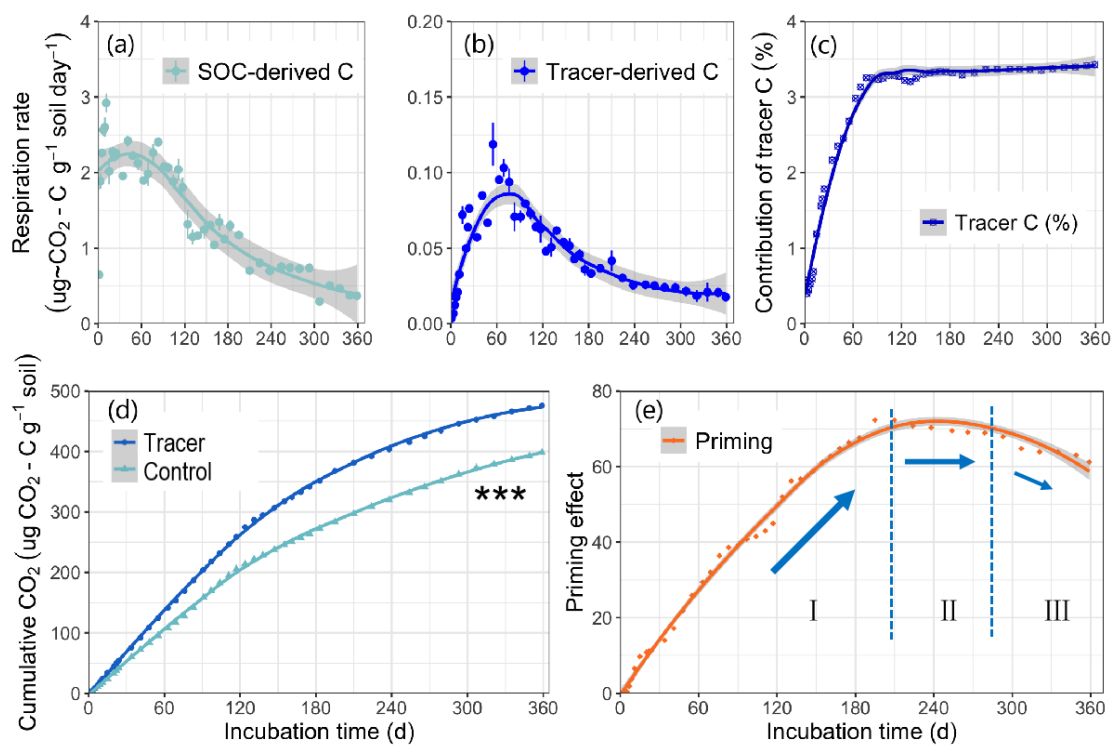 (a)
SOC-derived C
Respiration rate
(ug~CO₂ - C g⁻¹ soil day⁻¹)
4
3
2
1
0
0 60 120 180 240 300 360
(b)
Tracer-derived C
0.20
0.15
0.10
0.05
0.00
0 60 120 180 240 300 360
(c)
Tracer C (%)
Contribution of tracer C (%)
4
3
2
1
0
0 60 120 180 240 300 360
(d)
Tracer
Control
***
Cumulative CO₂ (ug CO₂ - C g⁻¹ soil)
500
400
300
200
100
0
0 60 120 180 240 300 360
Incubation time (d)
(e)
Priming
Priming effect
80
60
40
20
0
I II III
0 60 120 180 240 300 360
Incubation time (d)